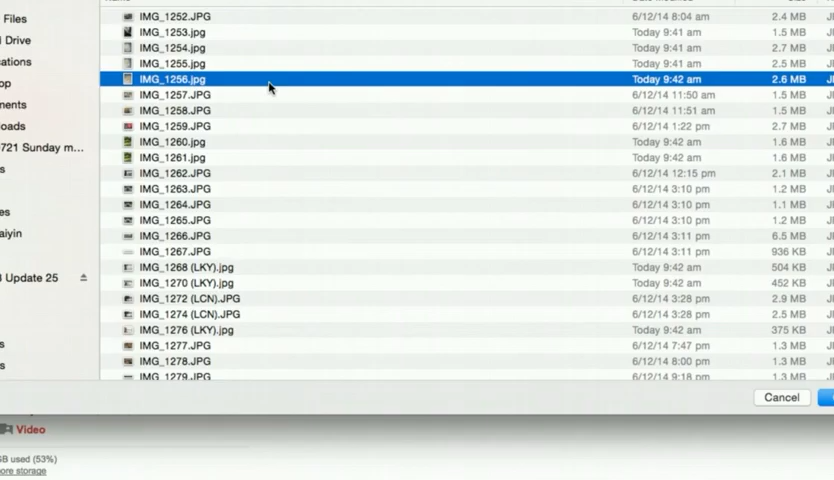 IMG_1252.JPG 6/12/14 8:04 am 2.4 MB
Files IMG_1253.jpg Today 9:41 am 1.5 MB
Drive IMG_1254.jpg Today 9:41 am 2.7 MB
ations IMG_1255.jpg Today 9:41 am 2.5 MB
op IMG_1256.jpg Today 9:42 am 2.6 MB
ments IMG_1257.JPG 6/12/14 11:50 am 1.5 MB
IMG_1258.JPG 6/12/14 11:51 am 1.5 MB
oads IMG_1259.JPG 6/12/14 1:22 pm 2.7 MB
0721 Sunday m... IMG_1260.jpg Today 9:42 am 1.6 MB
IMG_1261.jpg Today 9:42 am 1.6 MB
s IMG_1262.JPG 6/12/14 12:15 pm 2.1 MB
IMG_1263.JPG 6/12/14 3:10 pm 1.2 MB
es IMG_1264.JPG 6/12/14 3:10 pm 1.1 MB
IMG_1265.JPG 6/12/14 3:10 pm 1.2 MB
aiyin IMG_1266.JPG 6/12/14 3:11 pm 6.5 MB
IMG_1267.JPG 6/12/14 3:11 pm 936 KB
IMG_1268 (LKY).jpg Today 9:42 am 504 KB
Update 25 IMG_1270 (LKY).jpg Today 9:42 am 452 KB
IMG_1272 (LCN).JPG 6/12/14 3:28 pm 2.9 MB
IMG_1274 (LCN).JPG 6/12/14 3:28 pm 2.5 MB
IMG_1276 (LKY).jpg Today 9:42 am 375 KB
s IMG_1277.JPG 6/12/14 7:47 pm 1.3 MB
s IMG_1278.JPG 6/12/14 8:00 pm 1.3 MB
IMG_1279.JPG 6/12/14 9:18 pm 1.3 MB
Cancel
Video
GB used (53%)
ore storage